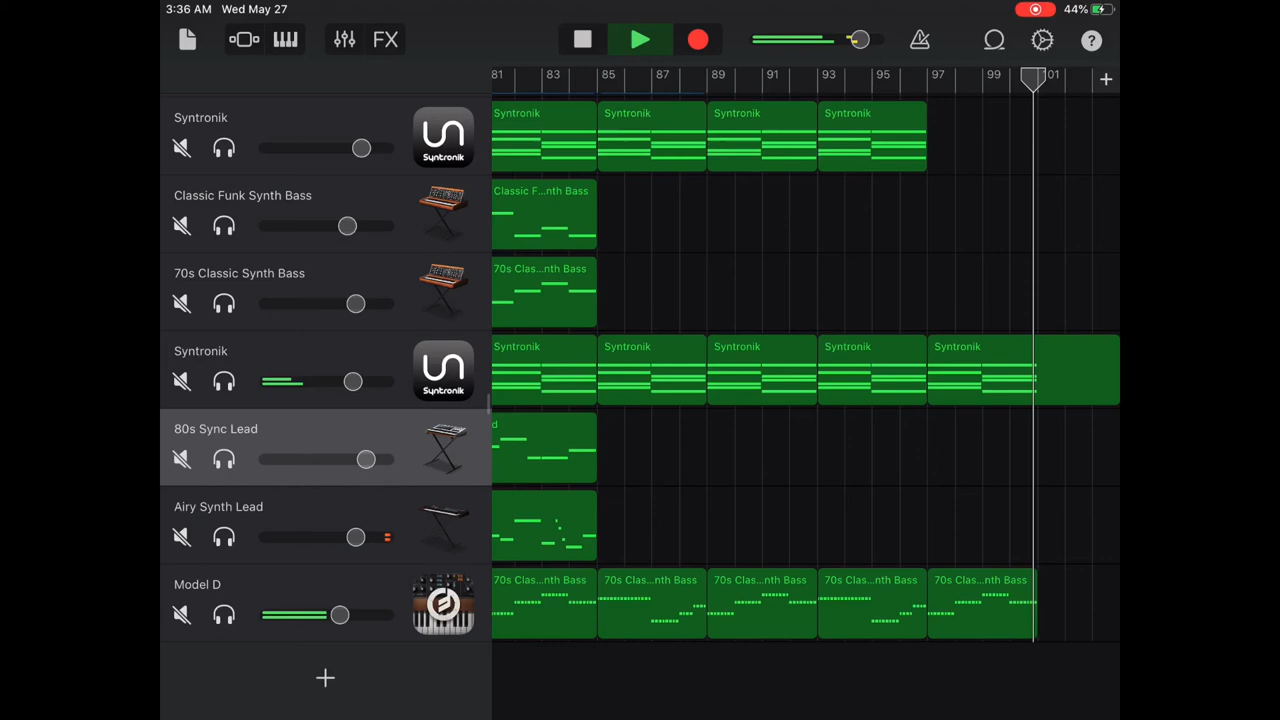 3:36 AM Wed May 27
44%
FX
?
81 83 85 87 89 91 93 95 97 99 101 +
Syntronik
Syntronik Syntronik Syntronik Syntronik
Syntronik
Classic Funk Synth Bass
Classic F...nth Bass
70s Classic Synth Bass
70s Clas...nth Bass
Syntronik
Syntronik Syntronik Syntronik Syntronik Syntronik
Syntronik
80s Sync Lead
d
Airy Synth Lead
Model D
70s Clas...nth Bass 70s Clas...nth Bass 70s Clas...nth Bass 70s Clas...nth Bass 70s Clas...nth Bass
+